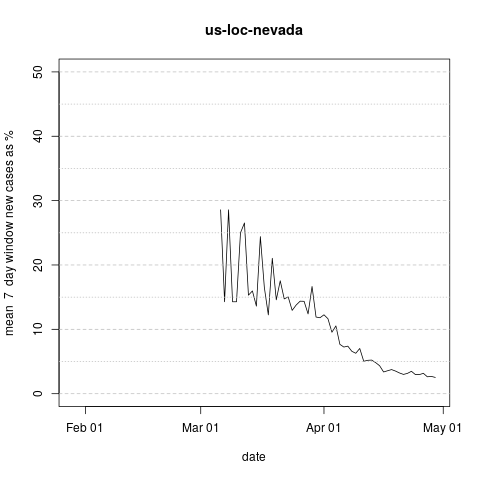 us-loc-nevada
mean 7 day window new cases as %
50
40
30
20
10
0
Feb 01
Mar 01
Apr 01
May 01
date